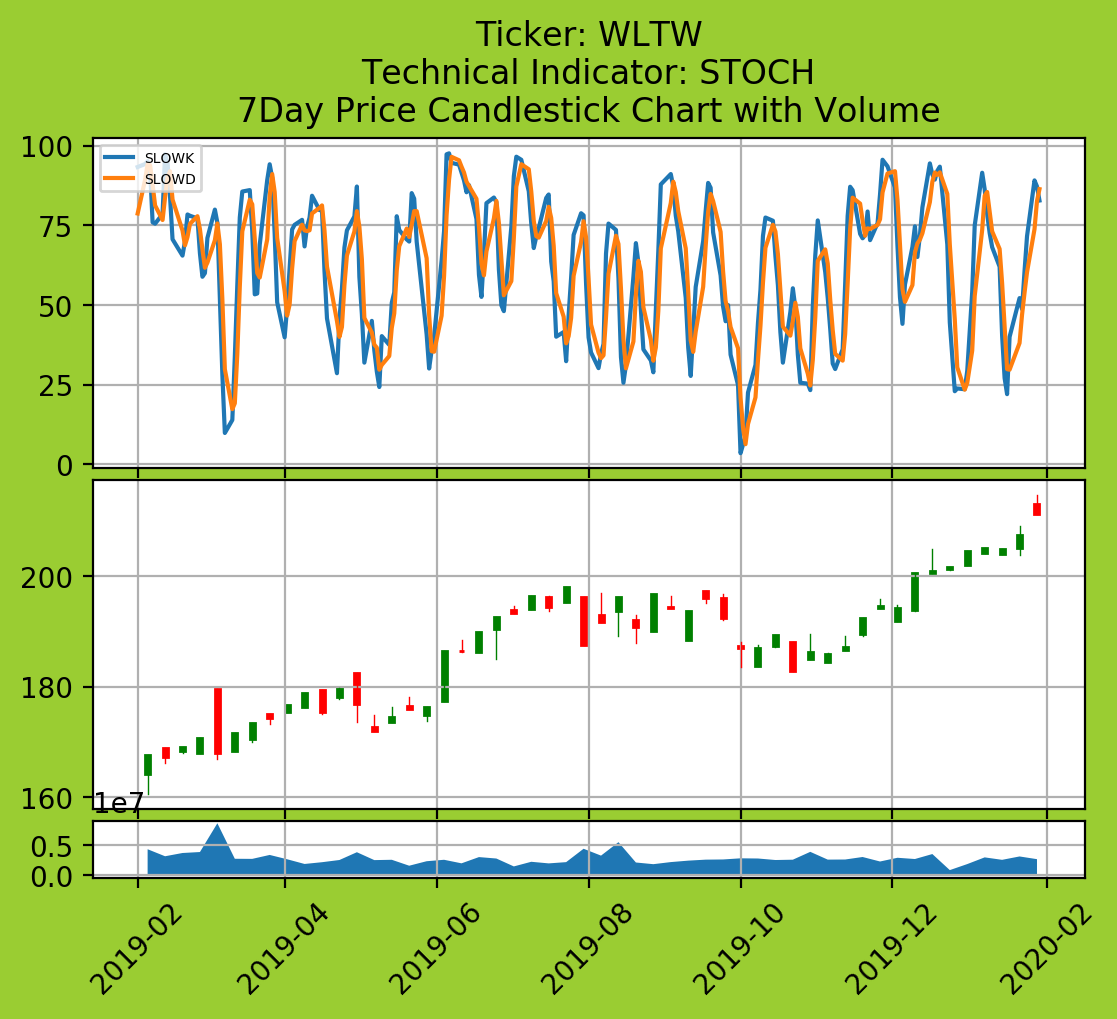 Ticker: WLTW
Technical Indicator: STOCH
7Day Price Candlestick Chart with Volume
100
75
50
25
0
SLOWK
SLOWD
200
180
160
1e7
0.5
0.0
2019-02
2019-04
2019-06
2019-08
2019-10
2019-12
2020-02